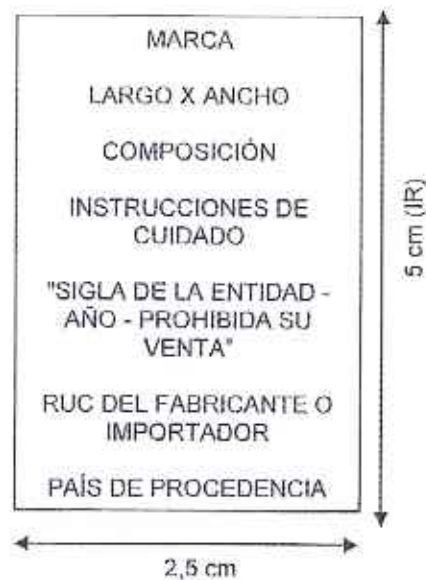 MARCA
LARGO X ANCHO
COMPOSICIÓN
INSTRUCCIONES DE
CUIDADO
"SIGLA DE LA ENTIDAD -
AÑO - PROHIBIDA SU
VENTA"
RUC DEL FABRICANTE O
IMPORTADOR
PAÍS DE PROCEDENCIA
5 cm (IR)
2,5 cm